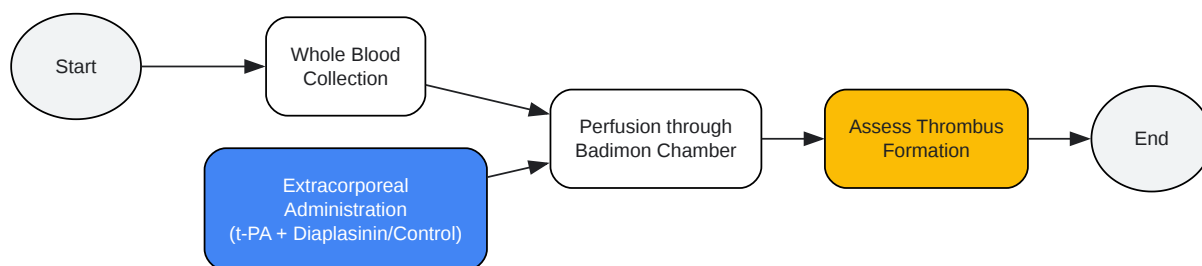 Start
Whole Blood
Collection
Extracorporeal
Administration
(t-PA + Diaplasinin/Control)
Perfusion through
Badimon Chamber
Assess Thrombus
Formation
End